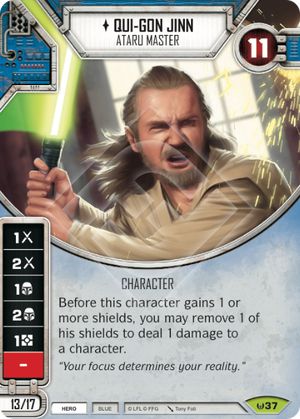 QUI-GON JINN
ATARU MASTER
11
1
2
1
2
1
-
CHARACTER
Before this character gains 1 or
more shields, you may remove 1 of
his shields to deal 1 damage to
a character.
“Your focus determines your reality.”
13/17
HERO
BLUE
© LFL © FFG
Tony Foti
37